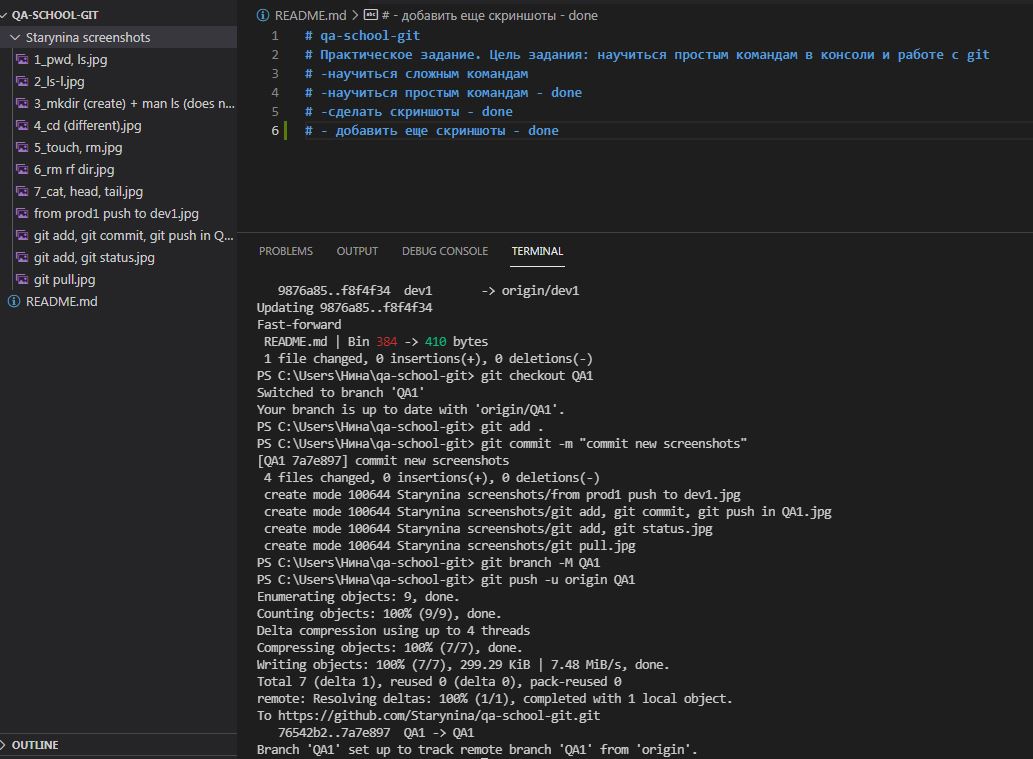 QA-SCHOOL-GIT
Starynina screenshots
1_pwd, ls.jpg
2_ls-l.jpg
3_mkdir (create) + man ls (does n...
4_cd (different).jpg
5_touch, rm.jpg
6_rm rf dir.jpg
7_cat, head, tail.jpg
from prod1 push to dev1.jpg
git add, git commit, git push in Q...
git add, git status.jpg
git pull.jpg
README.md
OUTLINE
README.md > # - добавить еще скриншоты - done
1 # qa-school-git
2 # Практическое задание. Цель задания: научиться простым командам в консоли и работе с git
3 # -научиться сложным командам
4 # -научиться простым командам - done
5 # -сделать скриншоты - done
6 # - добавить еще скриншоты - done
PROBLEMS OUTPUT DEBUG CONSOLE TERMINAL
9876a85..f8f4f34 dev1 -> origin/dev1
Updating 9876a85..f8f4f34
Fast-forward
README.md | Bin 384 -> 410 bytes
1 file changed, 0 insertions(+), 0 deletions(-)
PS C:\Users\Нина\qa-school-git> git checkout QA1
Switched to branch 'QA1'
Your branch is up to date with 'origin/QA1'.
PS C:\Users\Нина\qa-school-git> git add .
PS C:\Users\Нина\qa-school-git> git commit -m "commit new screenshots"
[QA1 7a7e897] commit new screenshots
4 files changed, 0 insertions(+), 0 deletions(-)
create mode 100644 Starynina screenshots/from prod1 push to dev1.jpg
create mode 100644 Starynina screenshots/git add, git commit, git push in QA1.jpg
create mode 100644 Starynina screenshots/git add, git status.jpg
create mode 100644 Starynina screenshots/git pull.jpg
PS C:\Users\Нина\qa-school-git> git branch -M QA1
PS C:\Users\Нина\qa-school-git> git push -u origin QA1
Enumerating objects: 9, done.
Counting objects: 100% (9/9), done.
Delta compression using up to 4 threads
Compressing objects: 100% (7/7), done.
Writing objects: 100% (7/7), 299.29 KiB | 7.48 MiB/s, done.
Total 7 (delta 1), reused 0 (delta 0), pack-reused 0
remote: Resolving deltas: 100% (1/1), completed with 1 local object.
To https://github.com/Starynina/qa-school-git.git
76542b2..7a7e897 QA1 -> QA1
Branch 'QA1' set up to track remote branch 'QA1' from 'origin'.